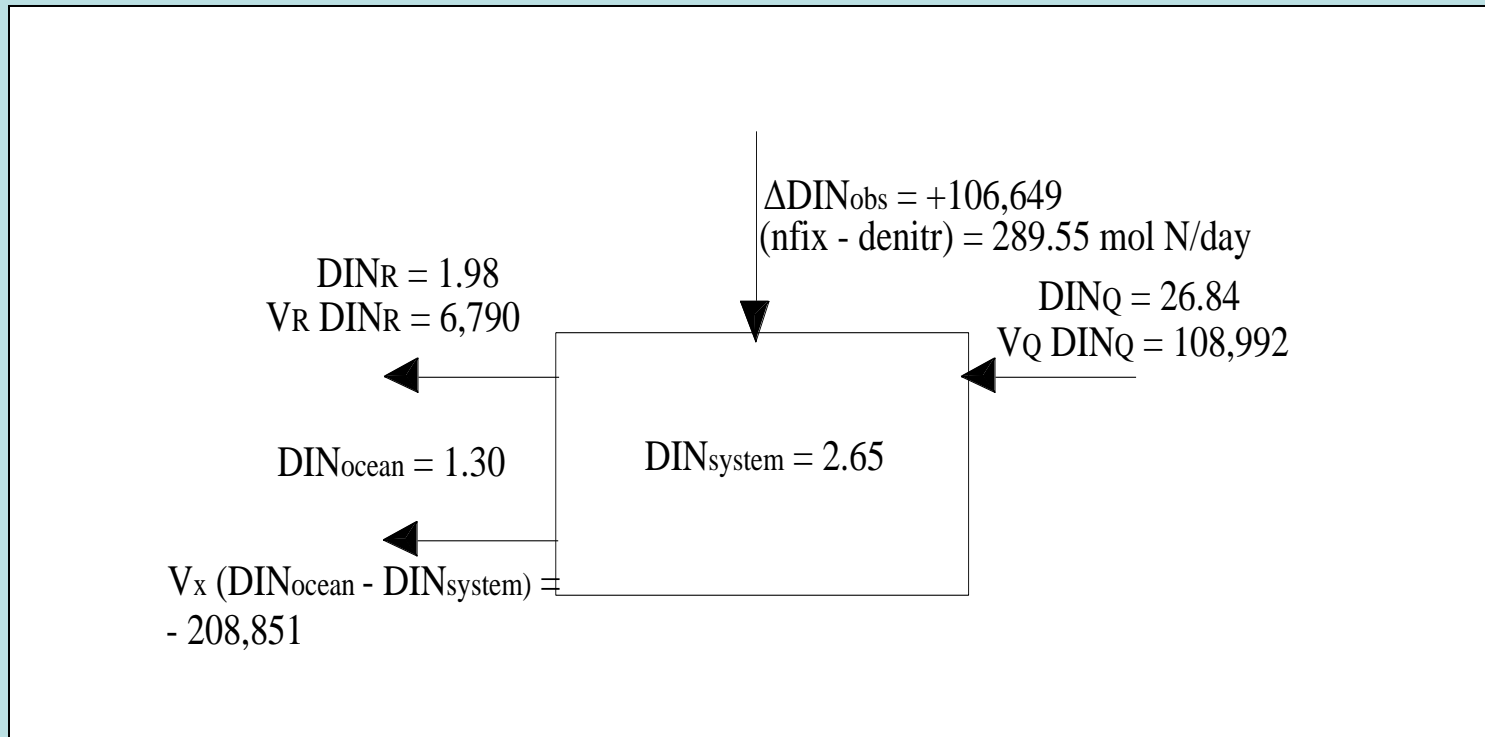 ΔDINobs = +106,649
(nfix - denitr) = 289.55 mol N/day
DINR = 1.98
VR DINR = 6,790
DINQ = 26.84
VQ DINQ = 108,992
DINocean = 1.30
DINsystem = 2.65
Vx (DINocean - DINsystem) =
- 208,851